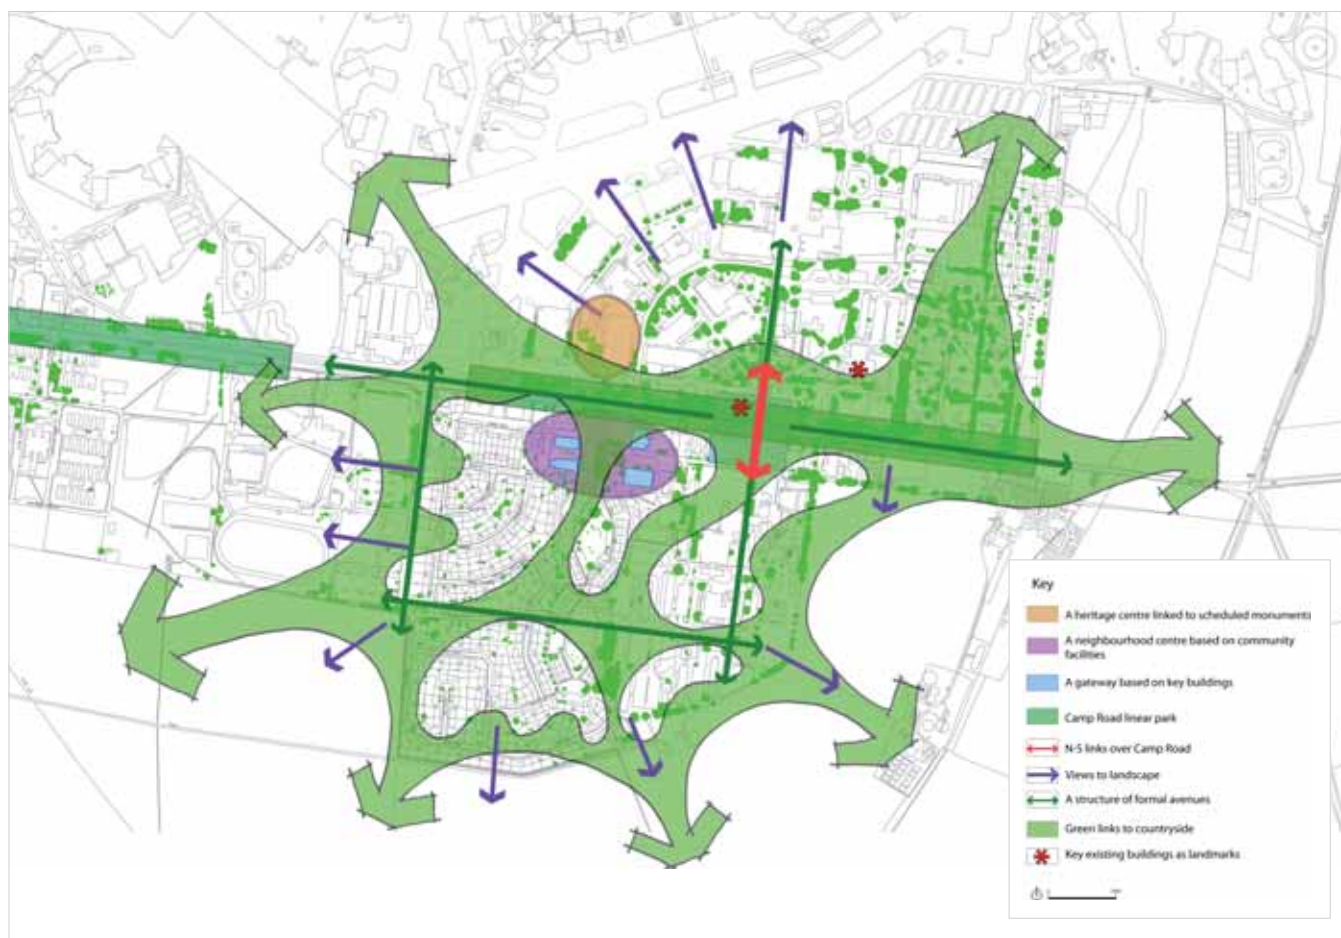 Key
A heritage centre linked to scheduled monuments
A neighbourhood centre based on community
facilities
A gateway based on key buildings
Camp Road linear park
N-S links over Camp Road
Views to landscape
A structure of formal avenues
Green links to countryside
Key existing buildings as landmarks